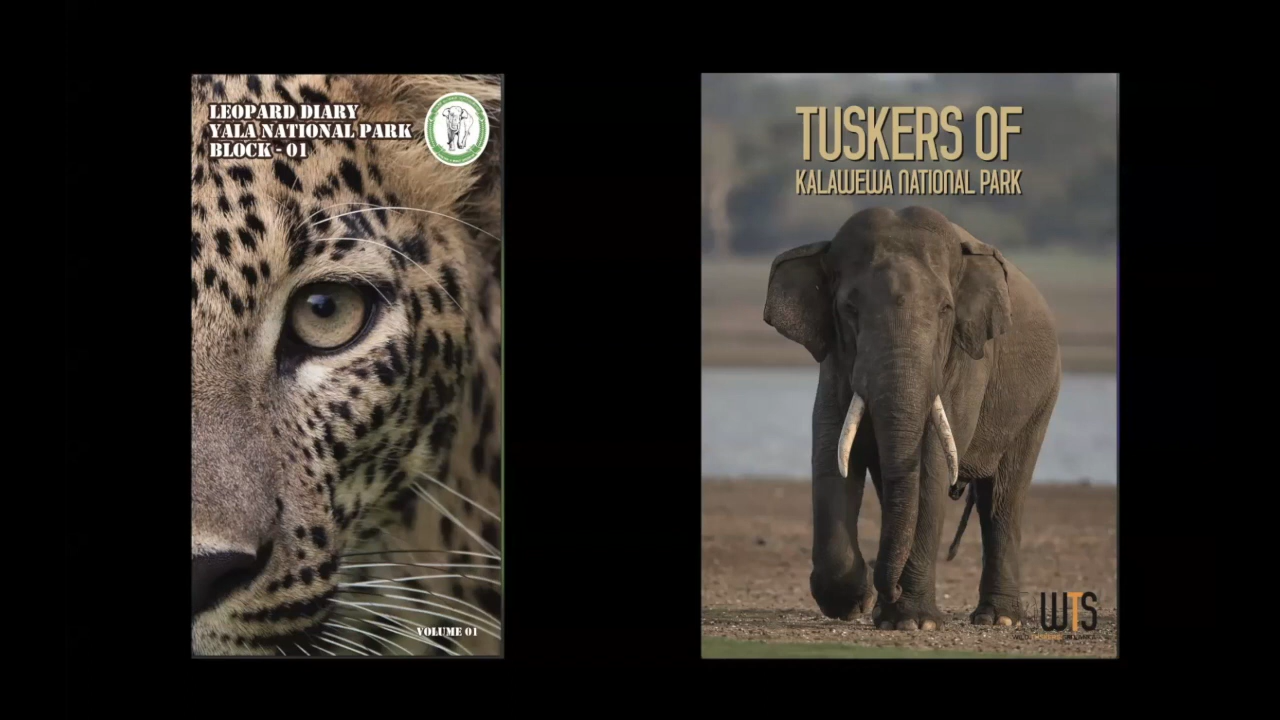 LEOPARD DIARY
YALA NATIONAL PARK
BLOCK - 01
VOLUME 01
TUSKERS OF
KALAWEWA NATIONAL PARK
WTS